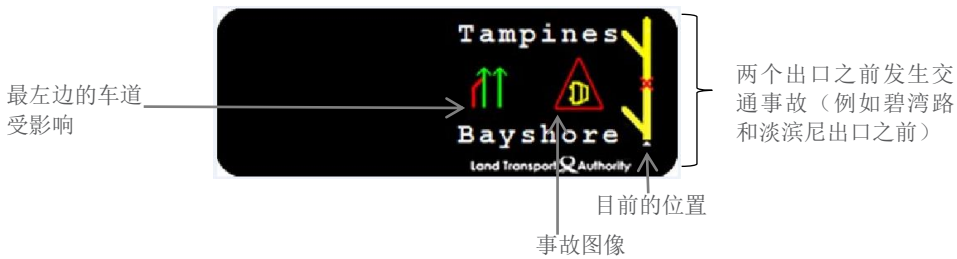 Tampines
最左边的车道
受影响
Bayshore
Land Transport Authority
两个出口之前发生交
通事故（例如碧湾路
和淡滨尼出口之前）
目前的位置
事故图像